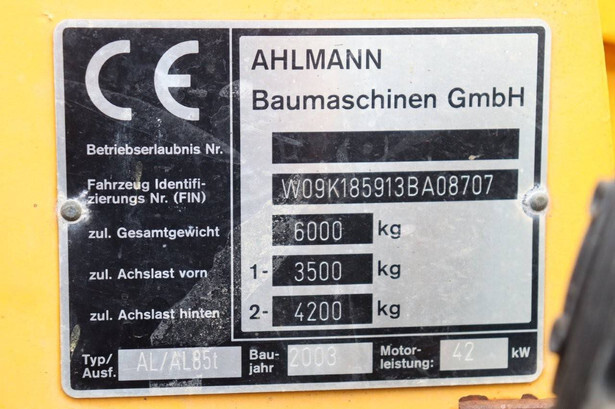 CE
AHLMANN
Baumaschinen GmbH
Betriebserlaubnis Nr.
Fahrzeug Identifi-
zierungs Nr. (FIN) W09K185913BA08707
zul. Gesamtgewicht 6000 kg
zul. Achslast vorn 1- 3500 kg
zul. Achslast hinten 2- 4200 kg
Typ/ Ausf. AL/AL85t Bau- jahr 2003 Motor- leistung: 42 kW